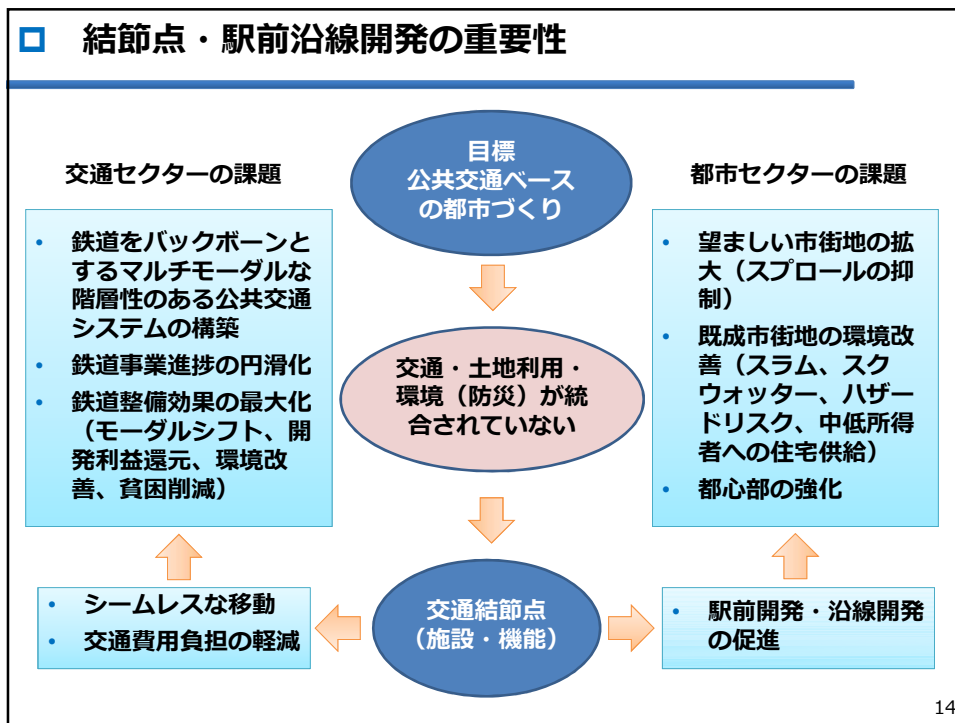 結節点・駅前沿線開発の重要性
目標
公共交通ベース
の都市づくり
交通セクターの課題
• 鉄道をバックボーンと
するマルチモーダルな
階層性のある公共交通
システムの構築
• 鉄道事業進捗の円滑化
• 鉄道整備効果の最大化
（モーダルシフト、開
発利益還元、環境改
善、貧困削減）
交通・土地利用・
環境（防災）が統
合されていない
都市セクターの課題
• 望ましい市街地の拡
大（スプロールの抑
制）
• 既成市街地の環境改
善（スラム、スク
ウォッター、ハザー
ドリスク、中低所得
者への住宅供給）
• 都心部の強化
• シームレスな移動
• 交通費用負担の軽減
交通結節点
（施設・機能）
• 駅前開発・沿線開発
の促進
14